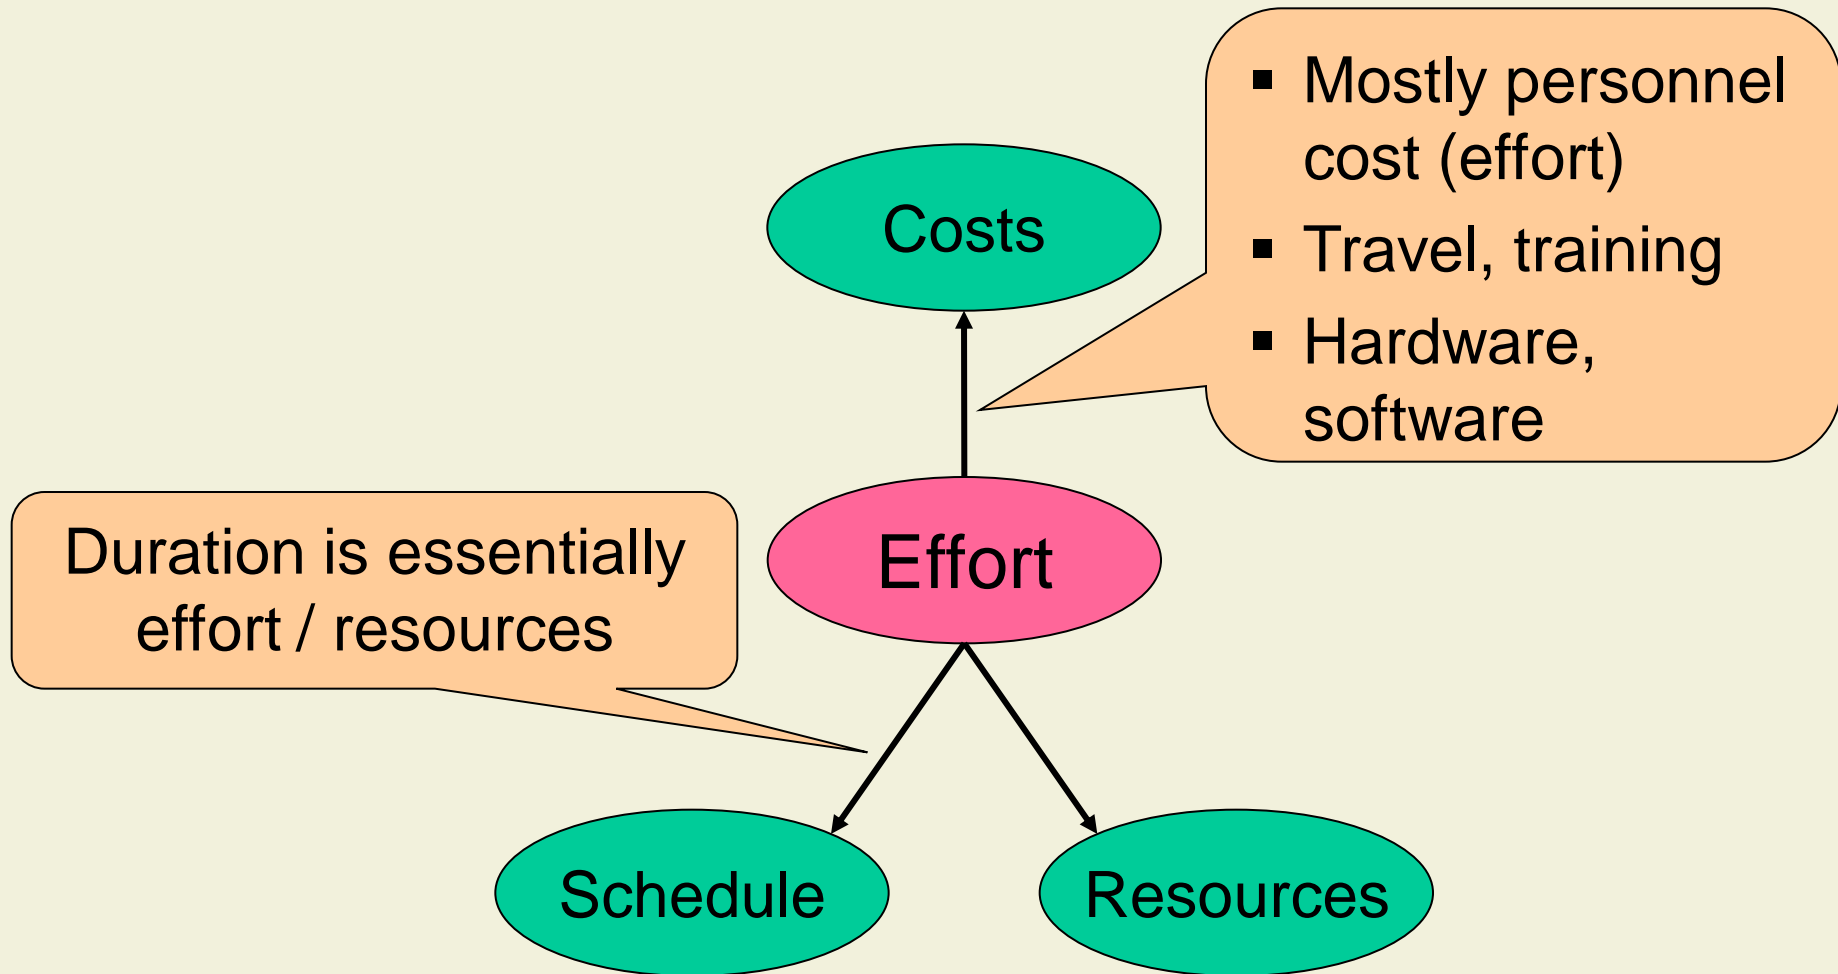 ▪ Mostly personnel
cost (effort)
▪ Travel, training
▪ Hardware,
software
Costs
Effort
Duration is essentially
effort / resources
Schedule
Resources